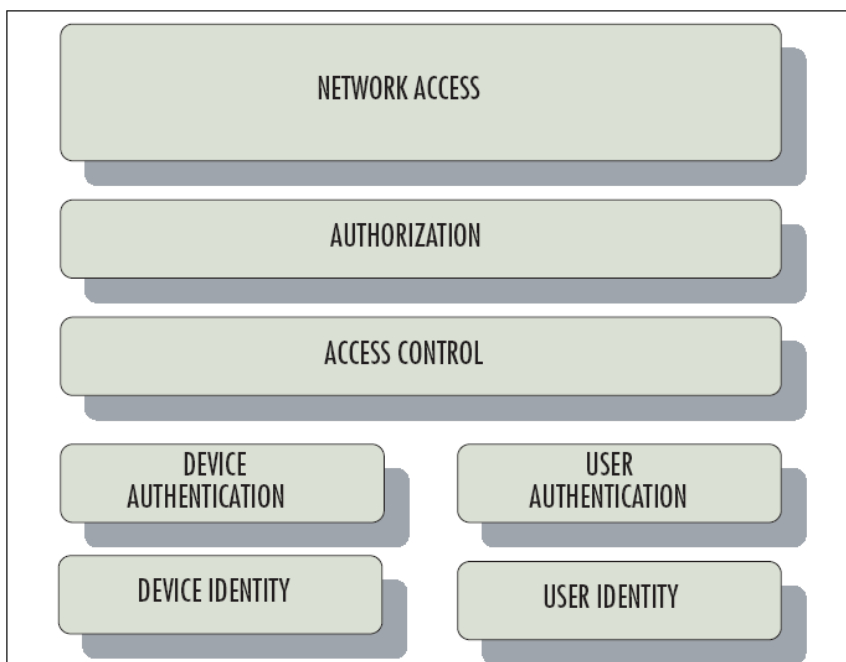 NETWORK ACCESS
AUTHORIZATION
ACCESS CONTROL
DEVICE
AUTHENTICATION
USER
AUTHENTICATION
DEVICE IDENTITY
USER IDENTITY